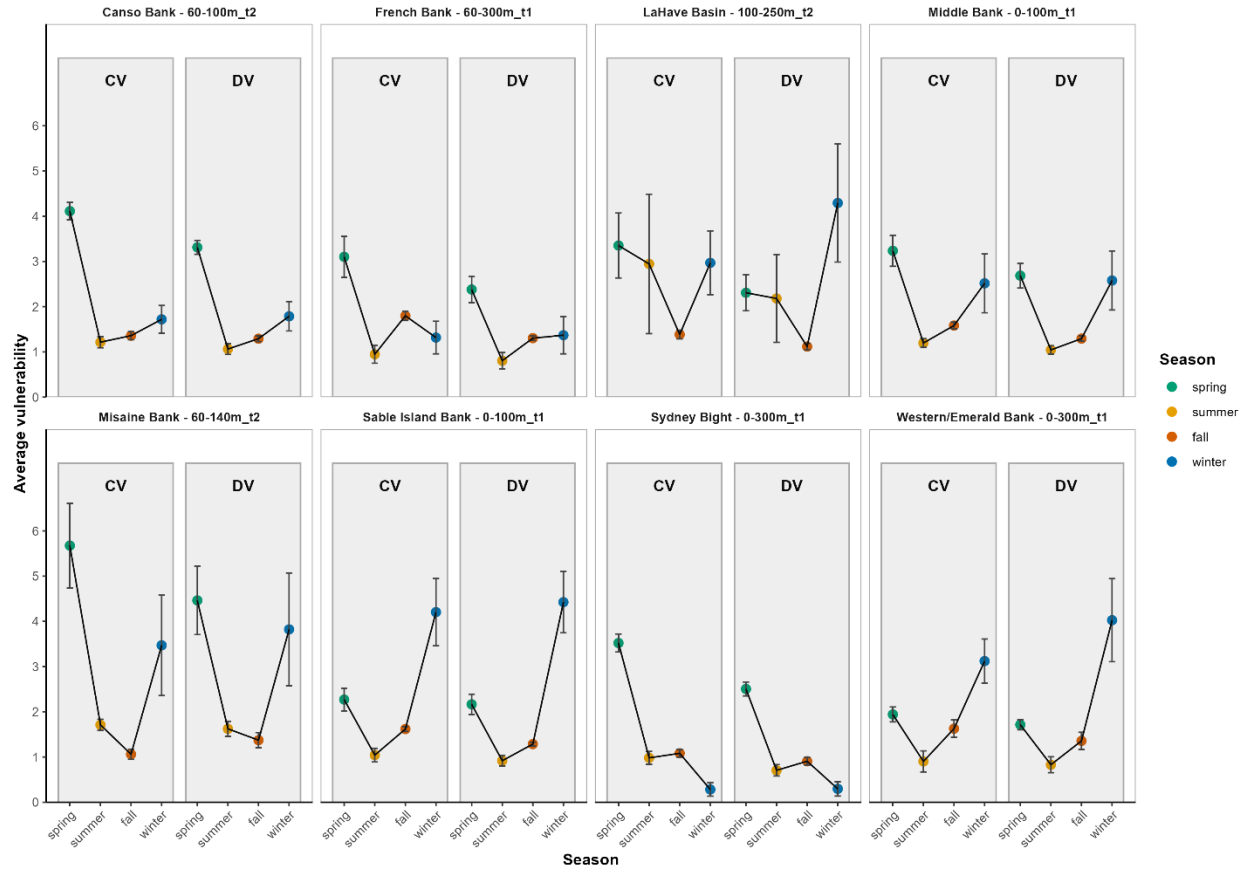 Canso Bank - 60-100m_t2 French Bank - 60-300m_t1 LaHave Basin - 100-250m_t2 Middle Bank - 0-100m_t1
CV DV CV DV CV DV CV DV
6
5
4
3
2
1
0
Average vulnerability
Misaine Bank - 60-140m_t2 Sable Island Bank - 0-100m_t1 Sydney Bight - 0-300m_t1 Western/Emerald Bank - 0-300m_t1
CV DV CV DV CV DV CV DV
6
5
4
3
2
1
0
spring summer fall winter spring summer fall winter spring summer fall winter spring summer fall winter spring summer fall winter spring summer fall winter spring summer fall winter spring summer fall winter
Season
Season
spring
summer
fall
winter